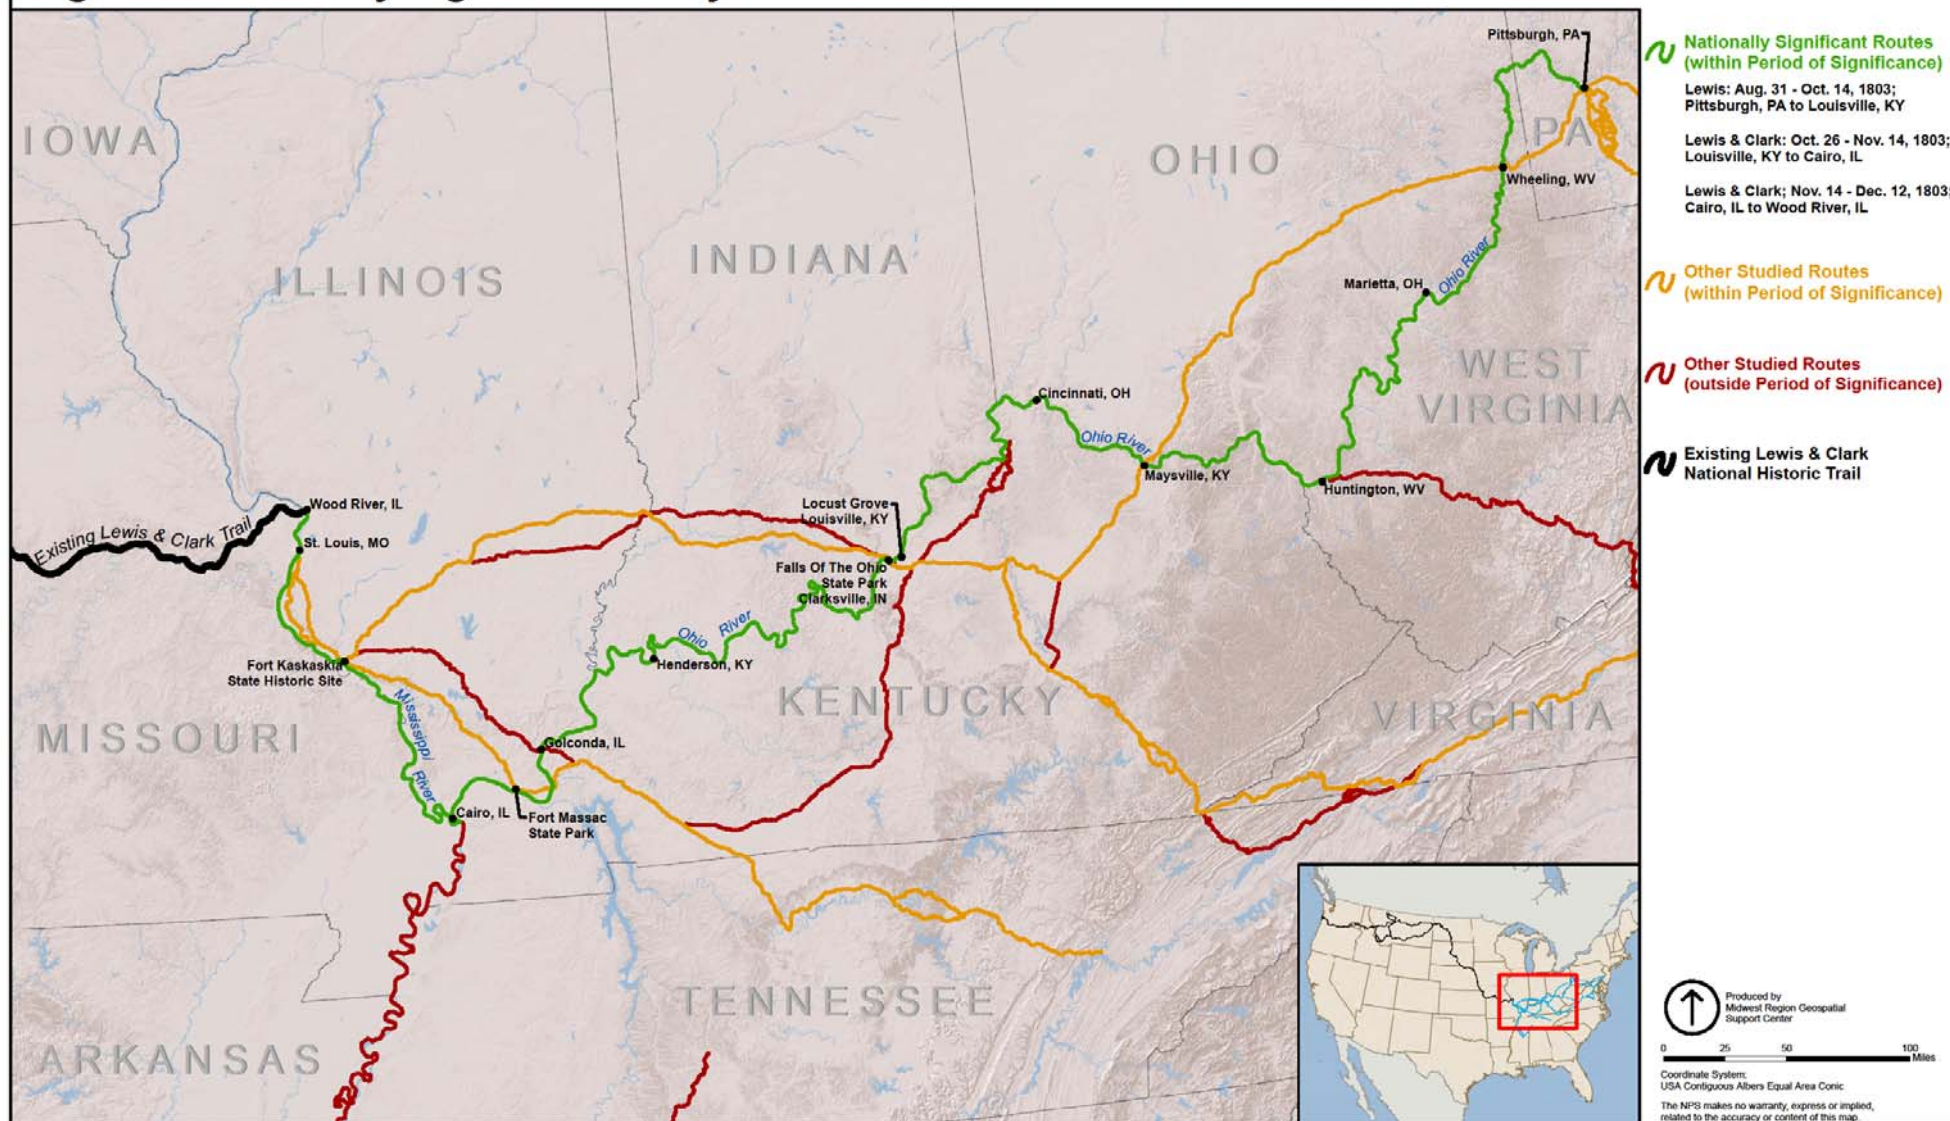 Pittsburgh, PA
IOWA
OHIO
PA
Wheeling, WV
INDIANA
ILLINOIS
Marietta, OH
Ohio River
WEST
VIRGINIA
Cincinnati, OH
Ohio River
Maysville, KY
Huntington, WV
Wood River, IL
Existing Lewis & Clark Trail
St. Louis, MO
Locust Grove
Louisville, KY
Falls Of The Ohio
State Park
Clarksville, IN
Ohio River
Henderson, KY
Fort Kaskaskia
State Historic Site
Mississippi River
KENTUCKY
VIRGINIA
MISSOURI
Golconda, IL
Cairo, IL
Fort Massac
State Park
TENNESSEE
ARKANSAS
Nationally Significant Routes
(within Period of Significance)
Lewis: Aug. 31 - Oct. 14, 1803;
Pittsburgh, PA to Louisville, KY
Lewis & Clark: Oct. 26 - Nov. 14, 1803;
Louisville, KY to Cairo, IL
Lewis & Clark; Nov. 14 - Dec. 12, 1803;
Cairo, IL to Wood River, IL
Other Studied Routes
(within Period of Significance)
Other Studied Routes
(outside Period of Significance)
Existing Lewis & Clark
National Historic Trail
Produced by
Midwest Region Geospatial
Support Center
0 25 50 100
Miles
Coordinate System:
USA Contiguous Albers Equal Area Conic
The NPS makes no warranty, express or implied,
related to the accuracy or content of this map.